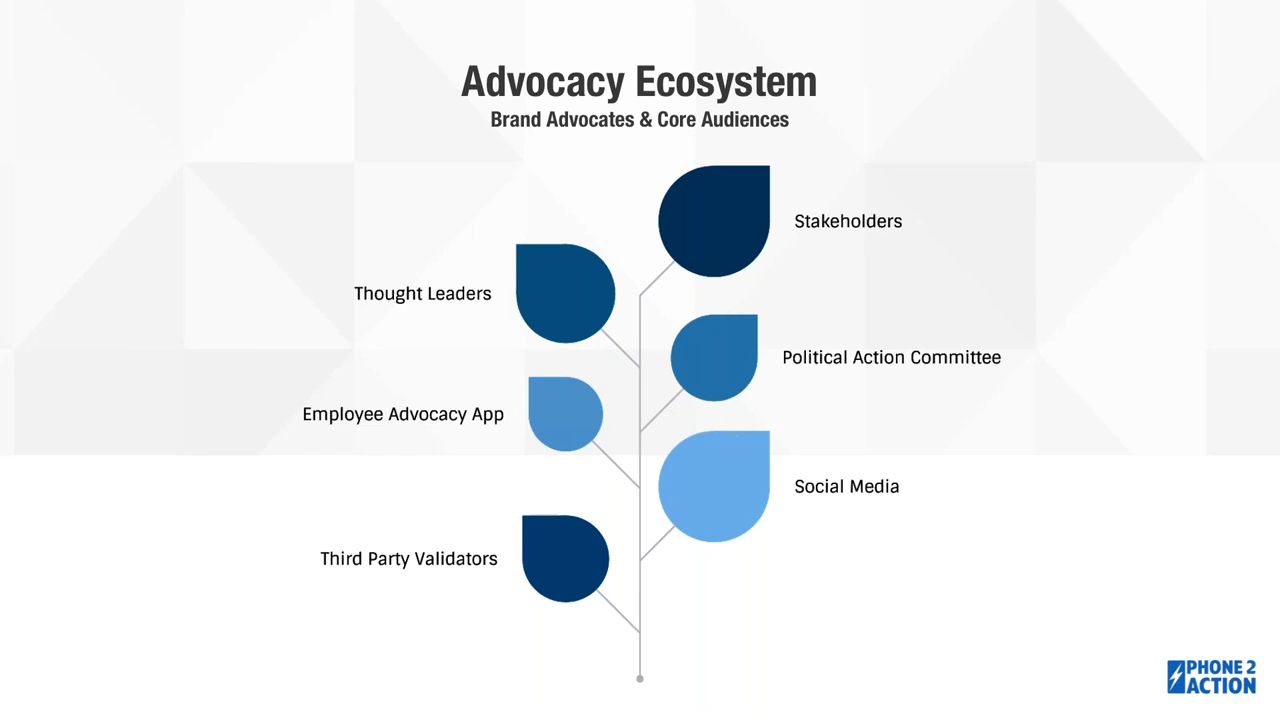 Advocacy Ecosystem
Brand Advocates & Core Audiences
Stakeholders
Thought Leaders
Political Action Committee
Employee Advocacy App
Social Media
Third Party Validators
PHONE 2
ACTION